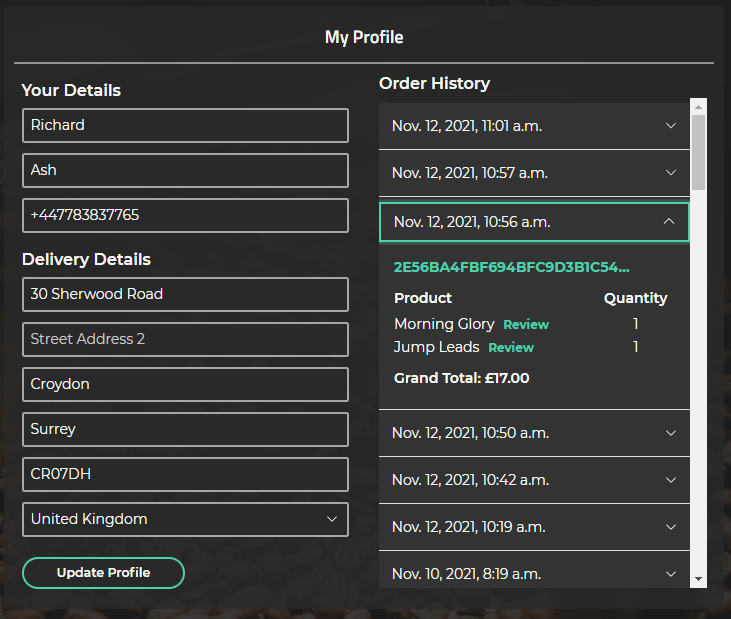 My Profile
Your Details
Richard
Ash
+447783837765
Delivery Details
30 Sherwood Road
Street Address 2
Croydon
Surrey
CR07DH
United Kingdom
Update Profile
Order History
Nov. 12, 2021, 11:01 a.m.
Nov. 12, 2021, 10:57 a.m.
Nov. 12, 2021, 10:56 a.m.
2E56BA4FBF694BFC9D3B1C54...
Product Quantity
Morning Glory Review 1
Jump Leads Review 1
Grand Total: £17.00
Nov. 12, 2021, 10:50 a.m.
Nov. 12, 2021, 10:42 a.m.
Nov. 12, 2021, 10:19 a.m.
Nov. 10, 2021, 8:19 a.m.